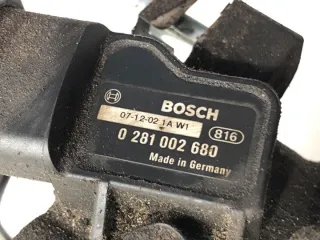 BOSCH
07-12-02 1A W1
816
0 281 002 680
Made in Germany